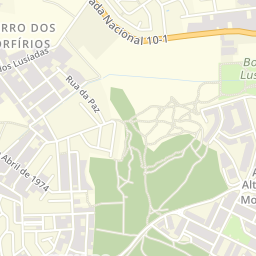 RRO DOS
ORFÍRIOS
ada Nacional 10-1
os Lusíadas
Rua da Paz
Bo
Lus
Abril de 1974
A
Alt
Mo